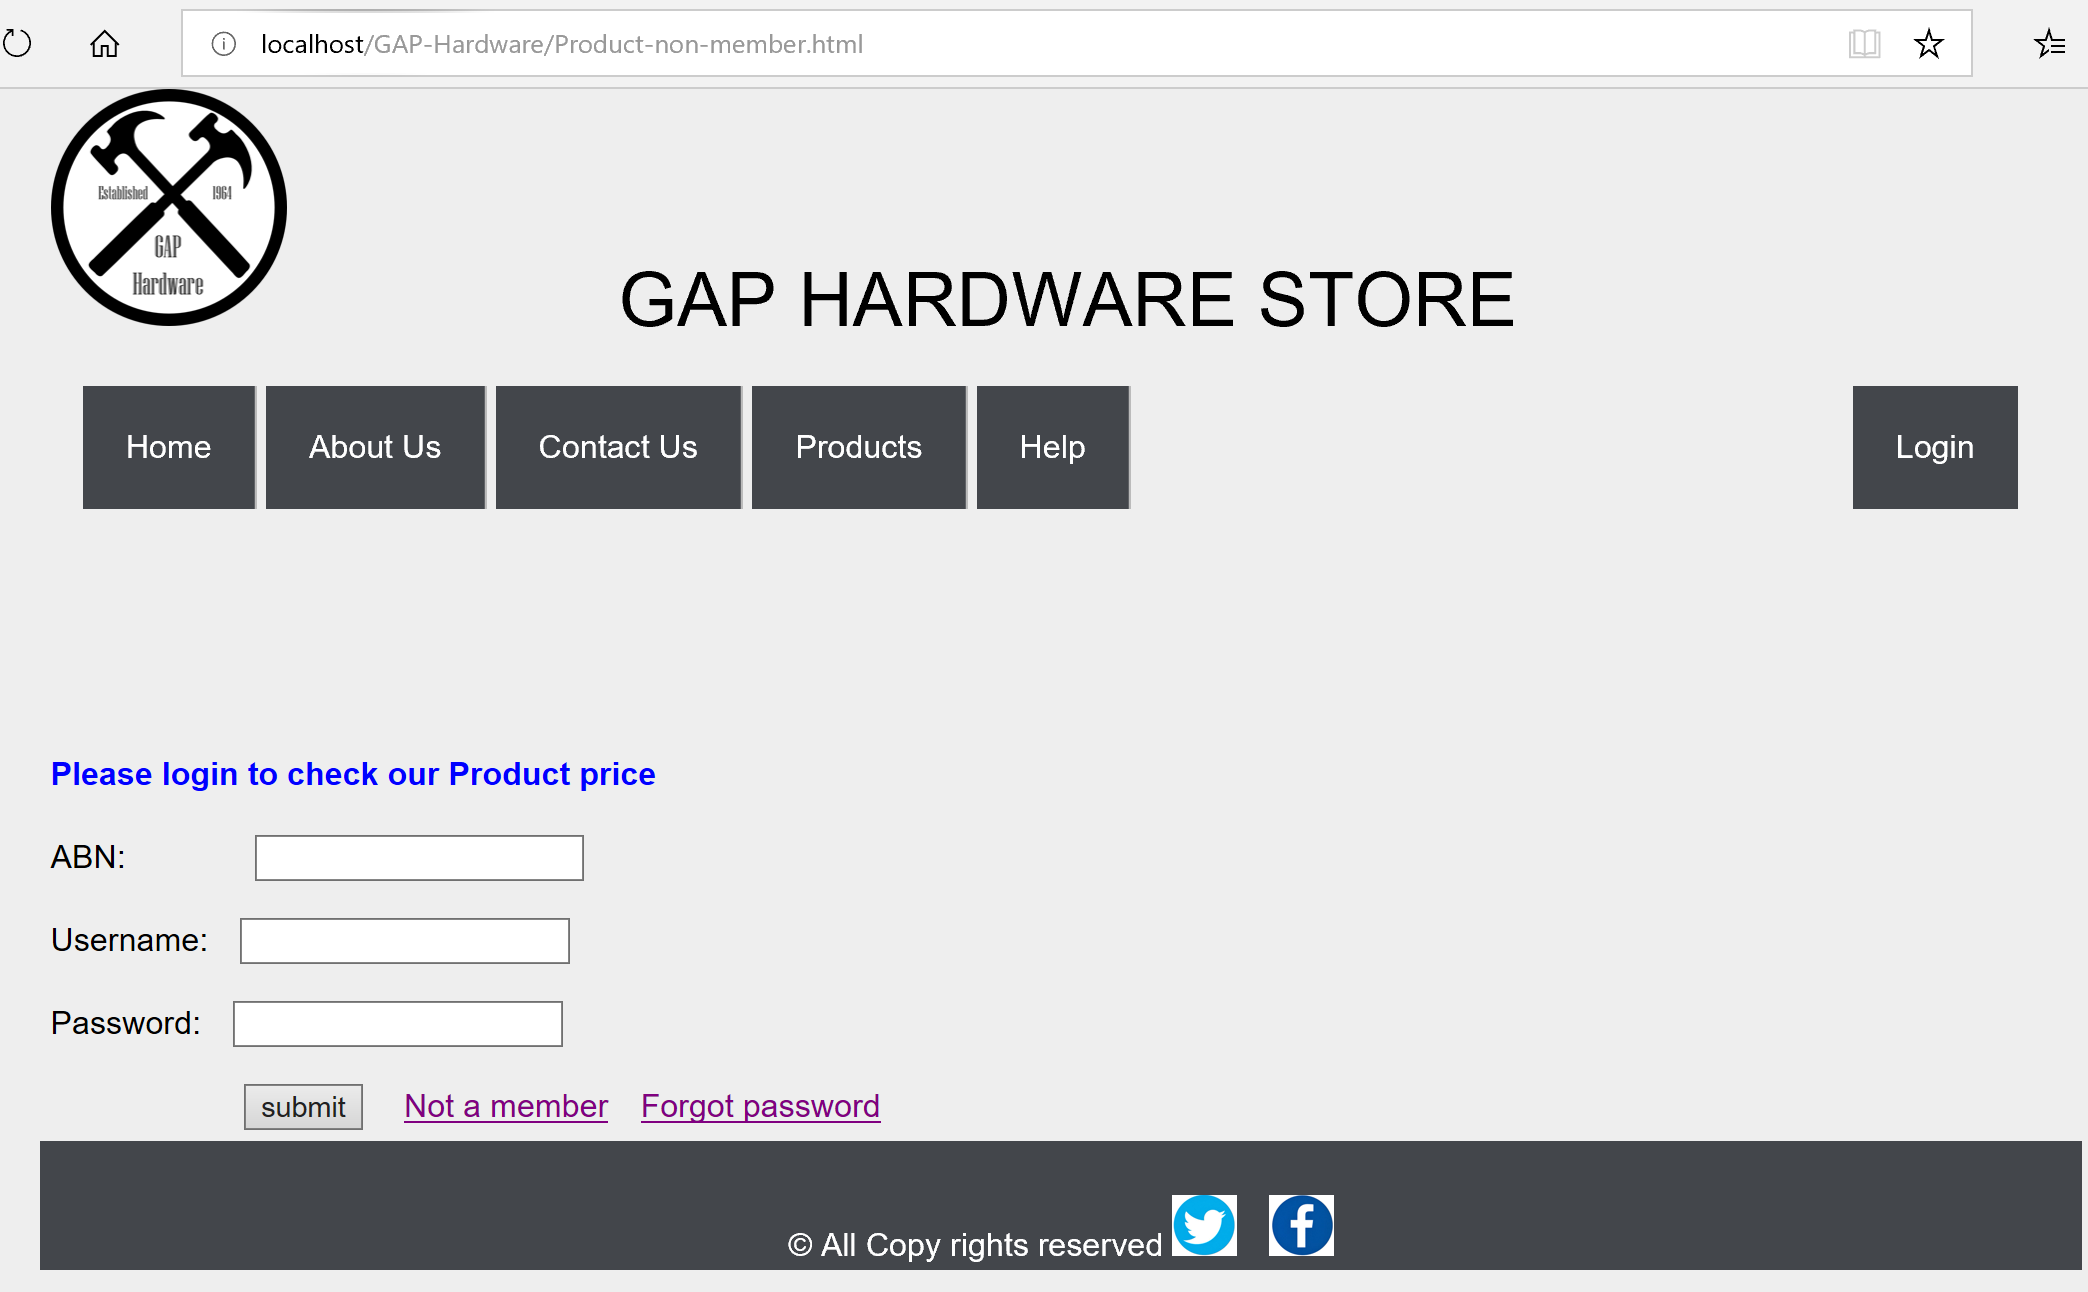 localhost/GAP-Hardware/Product-non-member.html
Established 1964
GAP
Hardware
GAP HARDWARE STORE
Home About Us Contact Us Products Help Login
Please login to check our Product price
ABN:
Username:
Password:
submit Not a member Forgot password
© All Copy rights reserved